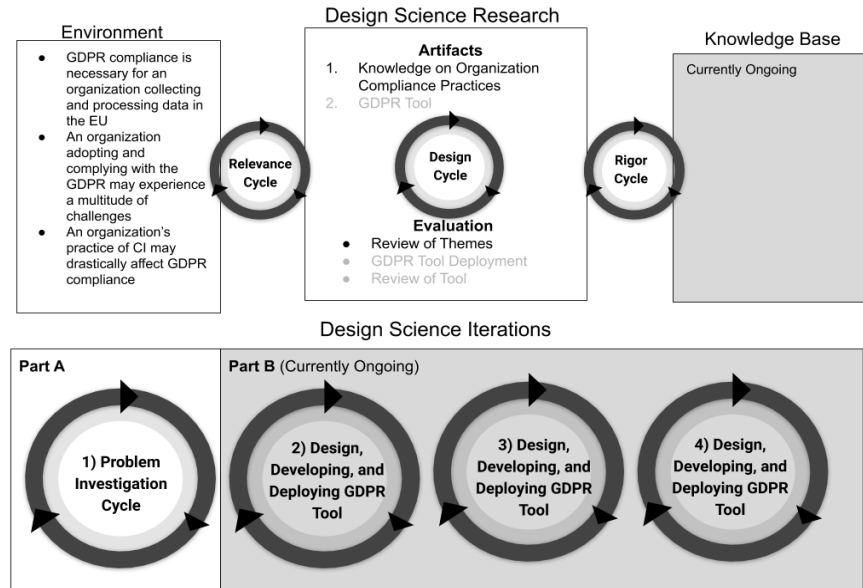 Design Science Research
Environment
Knowledge Base
● GDPR compliance is
necessary for an
organization collecting
and processing data in
the EU
● An organization
adopting and
complying with the
GDPR may experience
a multitude of
challenges
● An organization's
practice of CI may
drastically affect GDPR
compliance
Relevance
Cycle
Artifacts
1. Knowledge on Organization
Compliance Practices
2. GDPR Tool
Design
Cycle
Evaluation
● Review of Themes
● GDPR Tool Deployment
● Review of Tool
Rigor
Cycle
Currently Ongoing
Design Science Iterations
Part A
1) Problem
Investigation
Cycle
Part B (Currently Ongoing)
2) Design,
Developing, and
Deploying GDPR
Tool
3) Design,
Developing, and
Deploying GDPR
Tool
4) Design,
Developing, and
Deploying GDPR
Tool